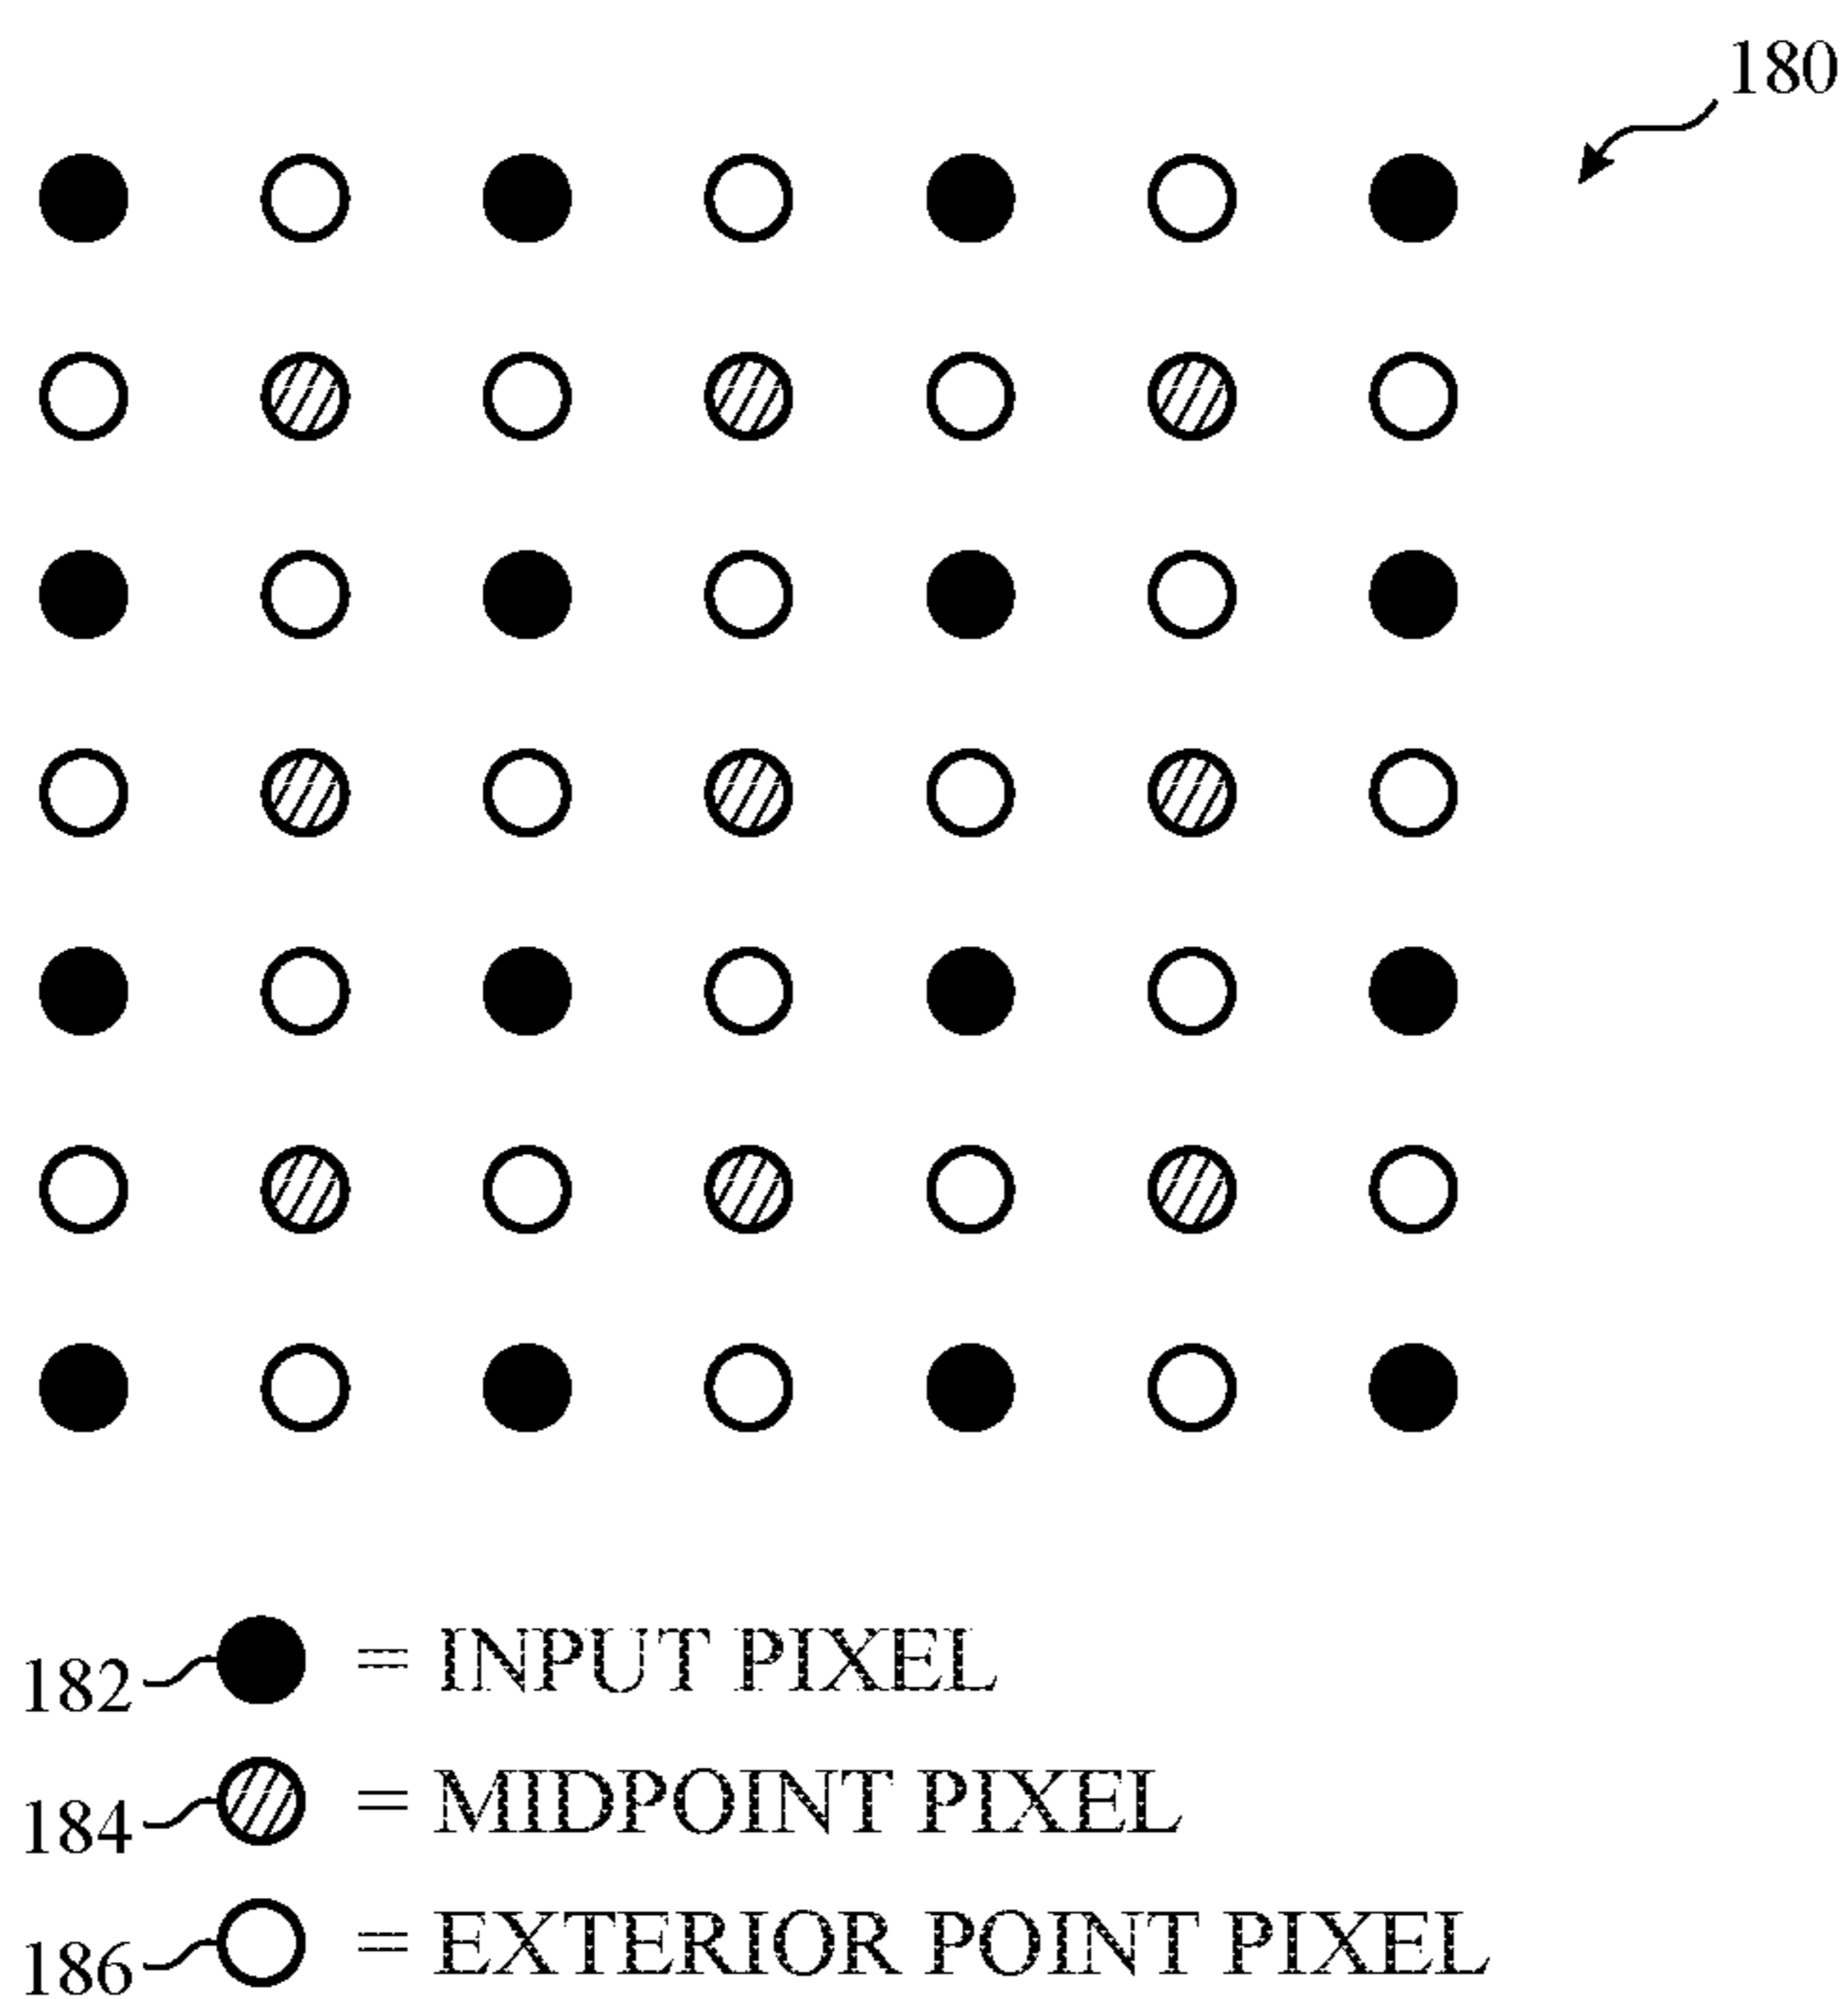 180
182 = INPUT PIXEL
184 = MIDPOINT PIXEL
186 = EXTERIOR POINT PIXEL